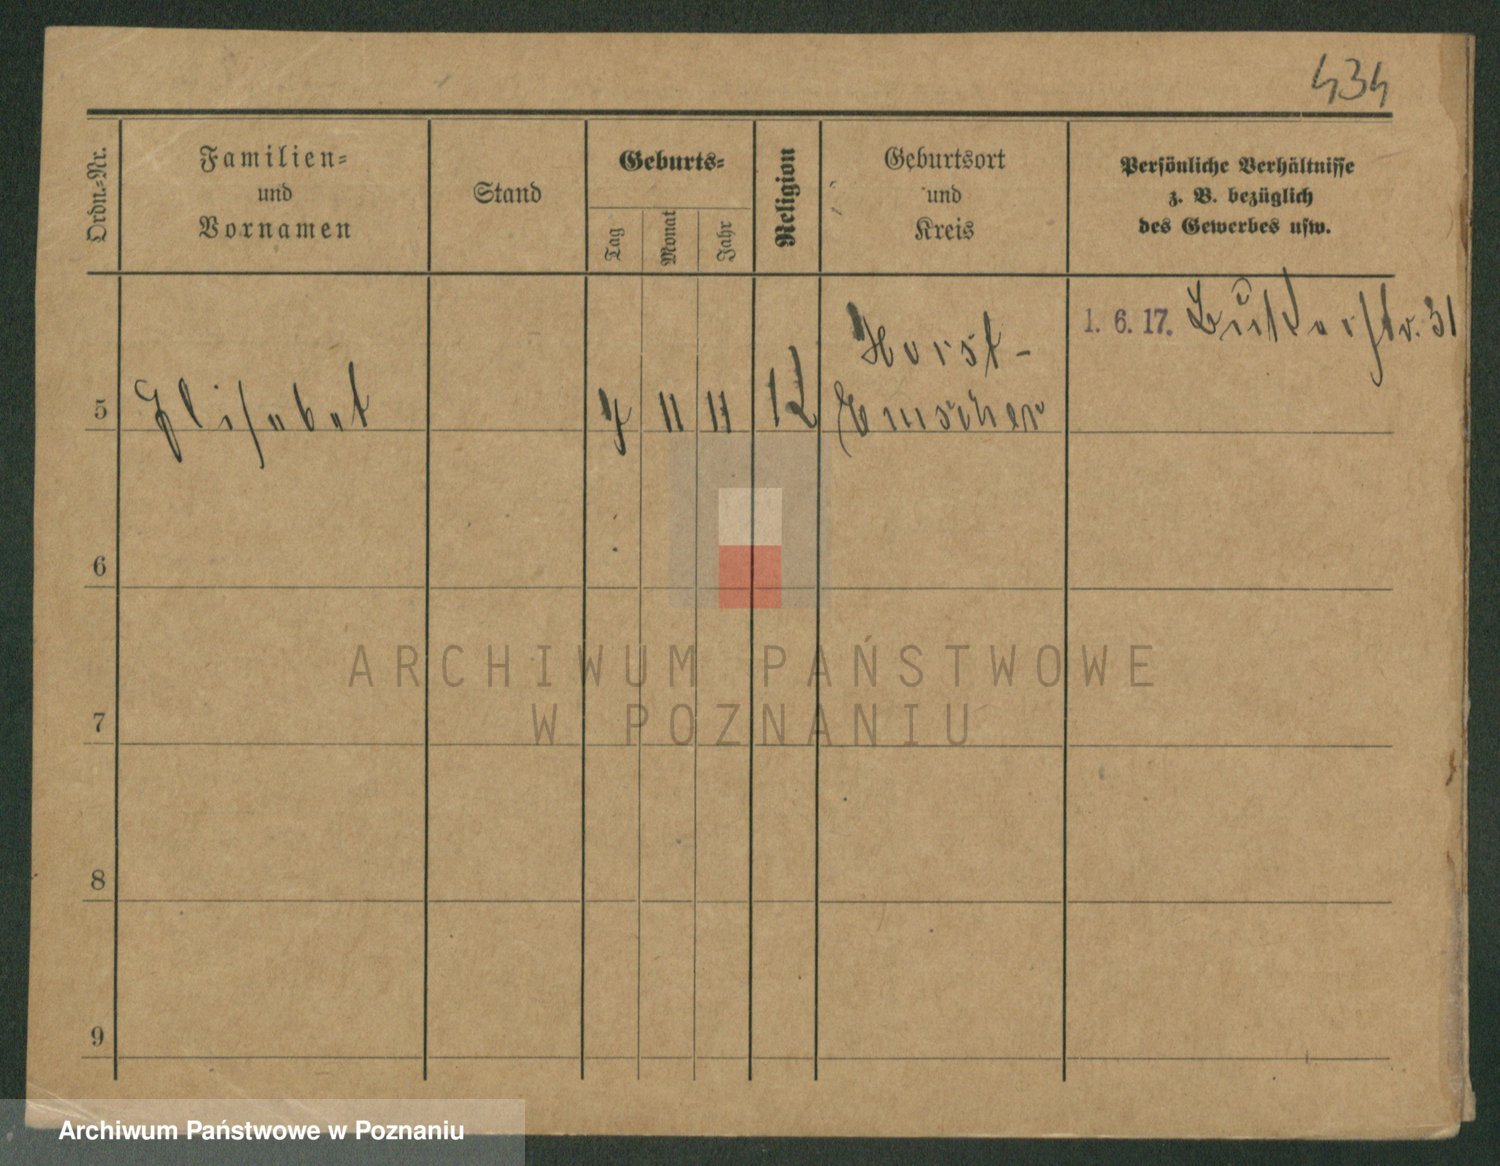 434
Ordn.-Nr.
Familien-
und
Vornamen
Stand
Geburts-
Tag
Monat
Jahr
Religion
Geburtsort
und
Kreis
Persönliche Verhältnisse
z. B. bezüglich
des Gewerbes usw.
1. 6. 17. 31
Horst-
5 Elisabet 7 11 11 Emscher
6
7
8
9
ARCHIWUM PAŃSTWOWE
W POZNANIU
Archiwum Państwowe w Poznaniu